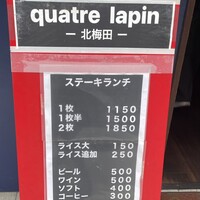 quatre lapin
ー 北梅田 ー
ステーキランチ
1枚 1150
1枚半 1500
2枚 1850
ライス大 150
ライス追加 250
ビール 500
ワイン 500
ソフト 400
コーヒー 300